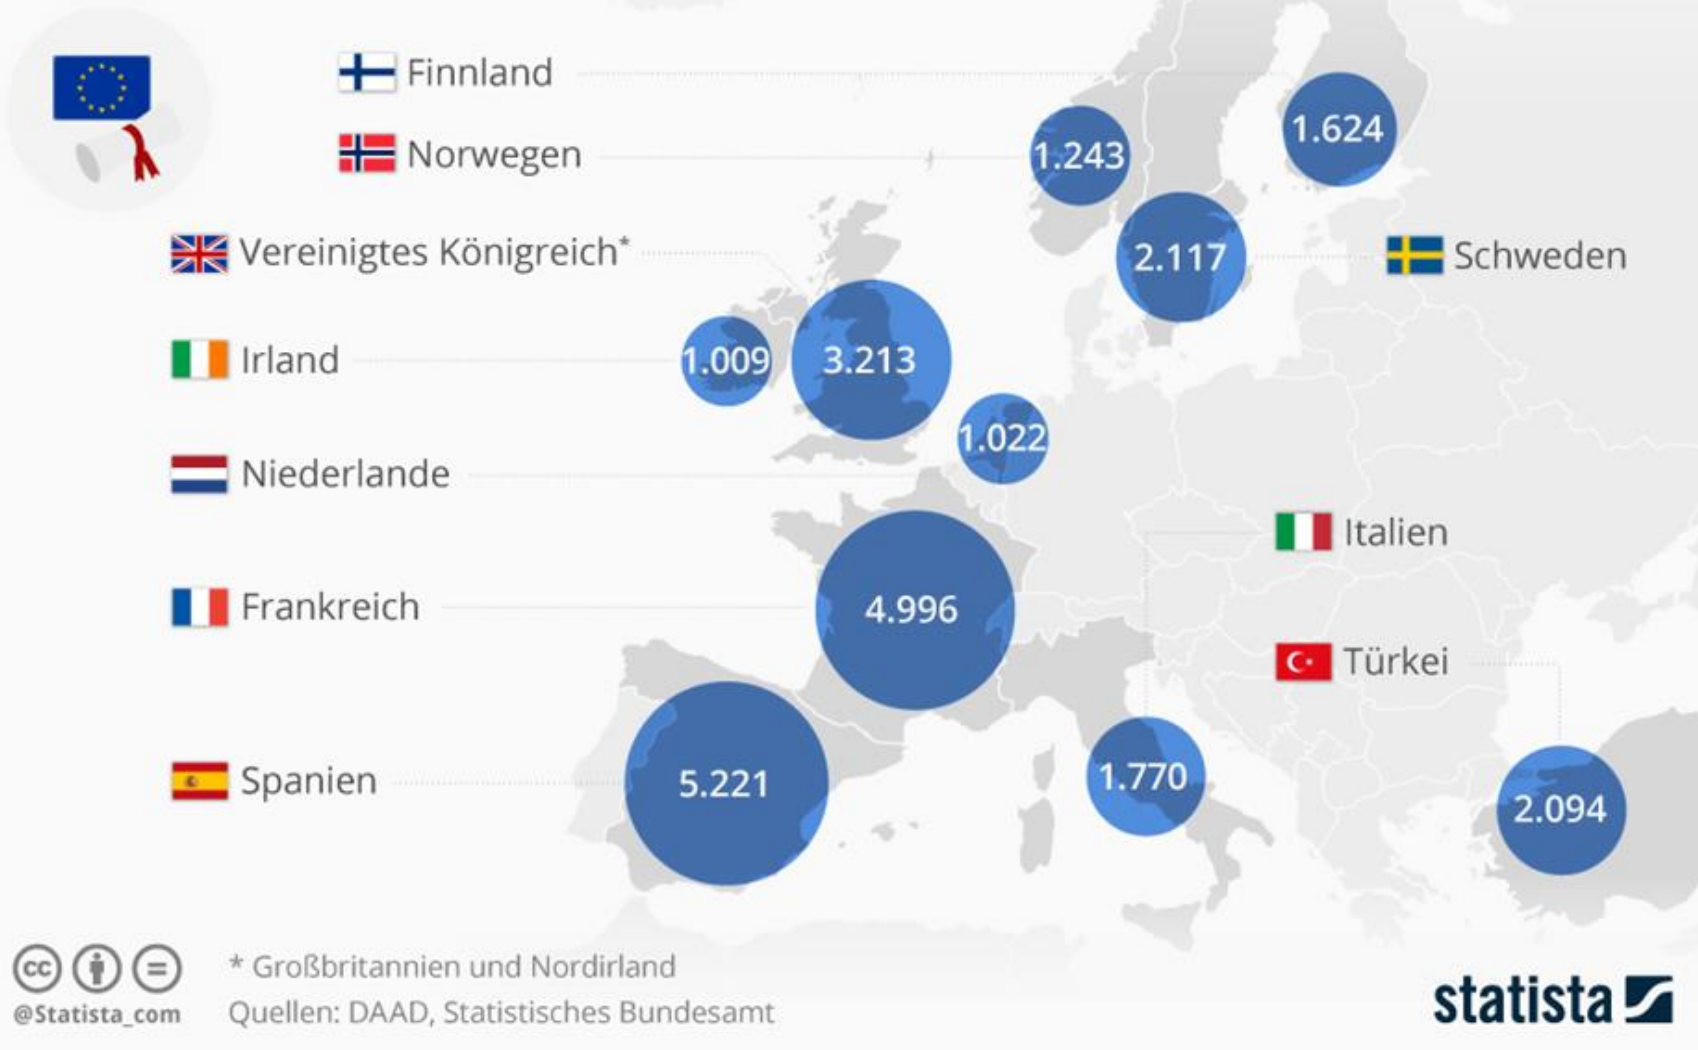 Finnland
1.624
Norwegen
1.243
Vereinigtes Königreich*
3.213
2.117
Schweden
Irland
1.009
Niederlande
1.022
Italien
1.770
Frankreich
4.996
Türkei
2.094
Spanien
5.221
cc
@Statista_com
* Großbritannien und Nordirland
Quellen: DAAD, Statistisches Bundesamt
statista